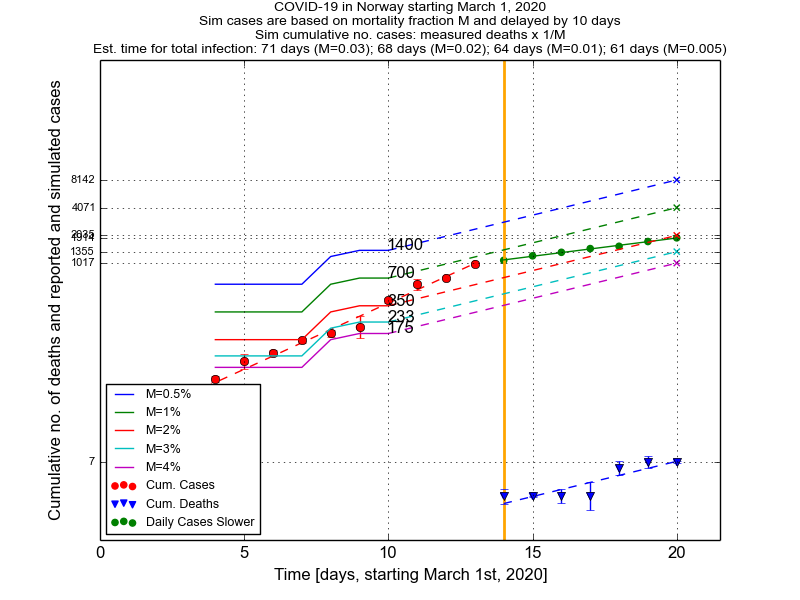 COVID-19 in Norway starting March 1, 2020
Sim cases are based on mortality fraction M and delayed by 10 days
Sim cumulative no. cases: measured deaths x 1/M
Est. time for total infection: 71 days (M=0.03); 68 days (M=0.02); 64 days (M=0.01); 61 days (M=0.005)
Cumulative no. of deaths and reported and simulated cases
8142
4071
1355
1017
7
1400
700
350
233
175
M=0.5%
M=1%
M=2%
M=3%
M=4%
Cum. Cases
Cum. Deaths
Daily Cases Slower
0 5 10 15 20
Time [days, starting March 1st, 2020]